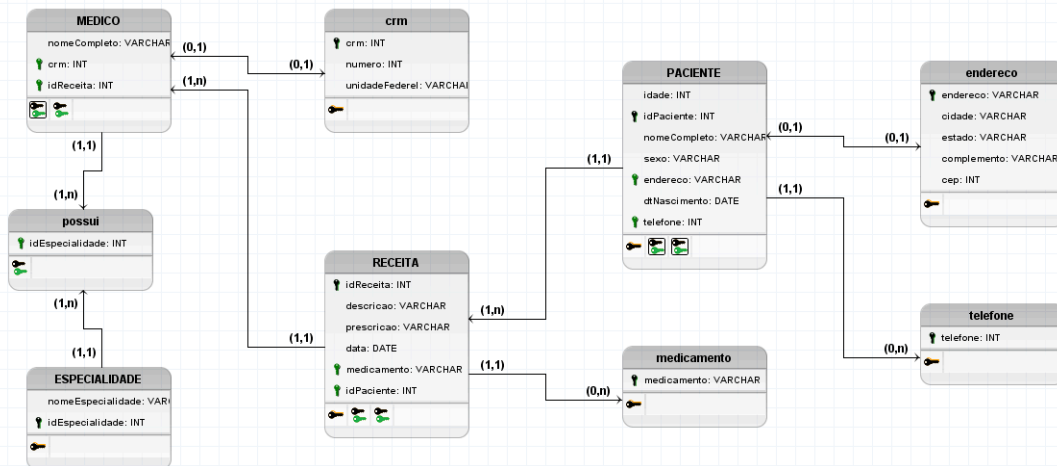 MEDICO
nomeCompleto: VARCHAR
crm: INT
idReceita: INT
(0,1)
(0,1)
(1,n)
crm
crm: INT
numero: INT
unidadeFederel: VARCHAI
(1,1)
(1,n)
possui
idEspecialidade: INT
(1,n)
(1,1)
ESPECIALIDADE
nomeEspecialidade: VAR
idEspecialidade: INT
RECEITA
idReceita: INT
descricao: VARCHAR
prescricao: VARCHAR
data: DATE
medicamento: VARCHAR
idPaciente: INT
(1,1)
(1,n)
(1,1)
(0,n)
(1,1)
PACIENTE
idade: INT
idPaciente: INT
nomeCompleto: VARCHAR
sexo: VARCHAR
endereco: VARCHAR
dtNascimento: DATE
telefone: INT
(0,1)
(0,1)
(1,1)
(0,n)
medicamento
medicamento: VARCHAR
endereco
endereco: VARCHAR
cidade: VARCHAR
estado: VARCHAR
complemento: VARCHAR
cep: INT
telefone
telefone: INT